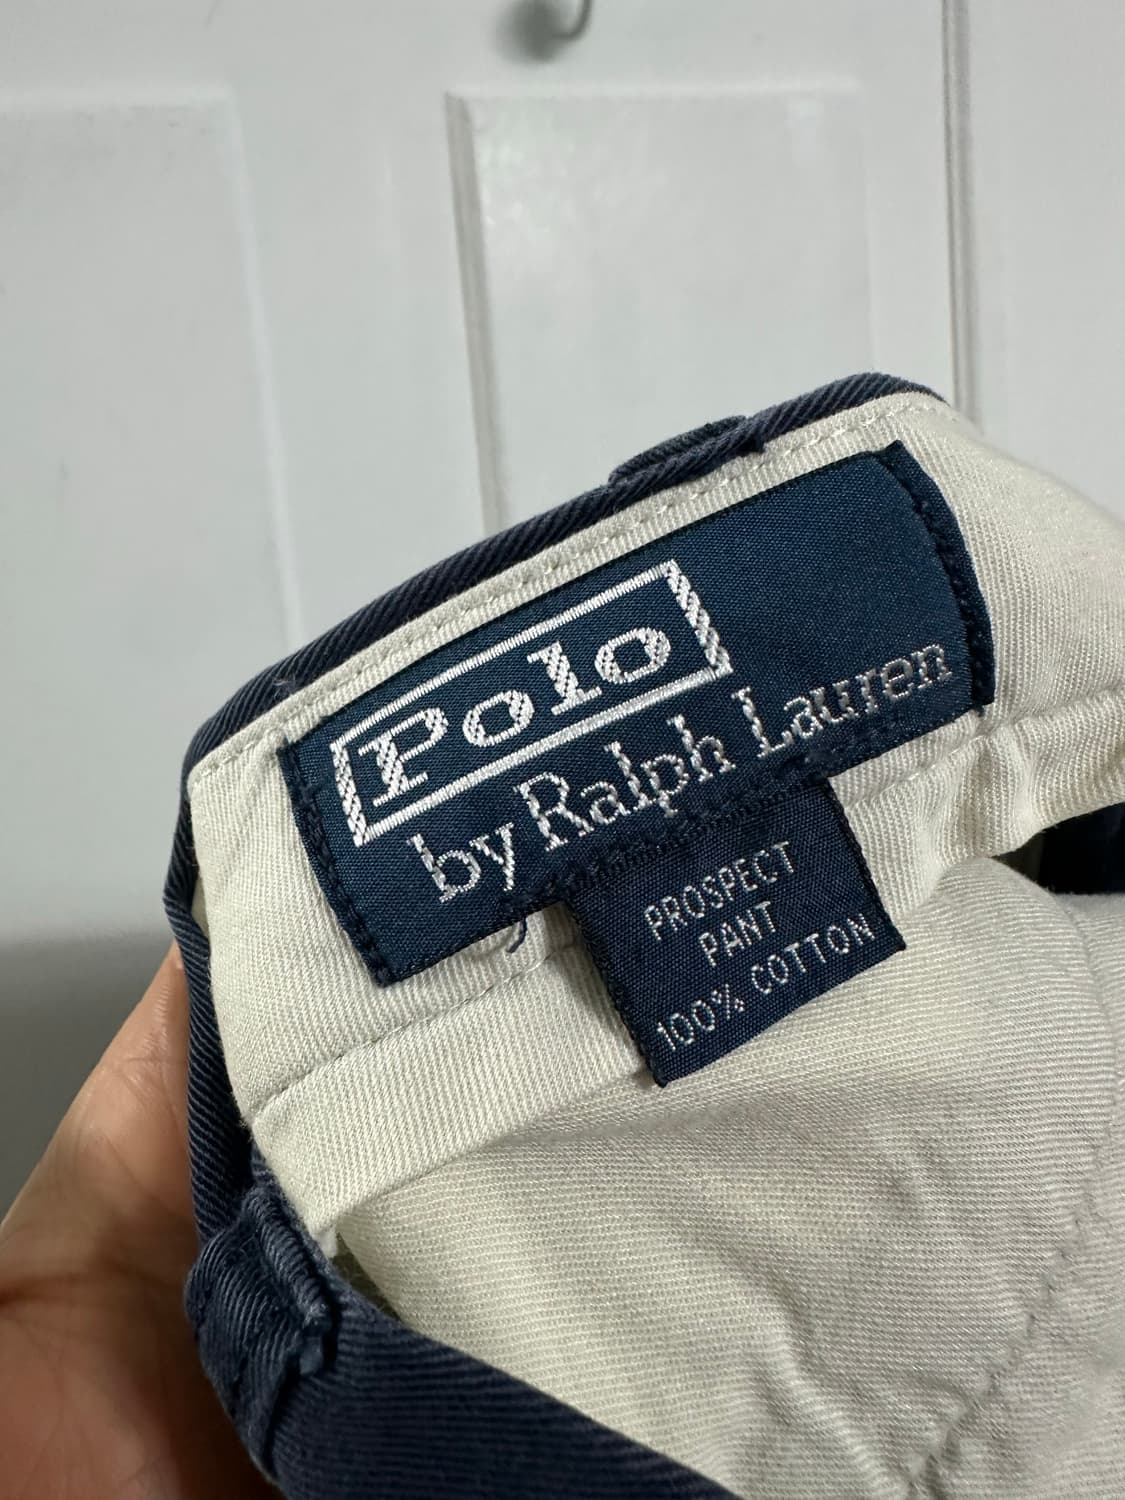 Polo
by Ralph Lauren
PROSPECT
PANT
100% COTTON